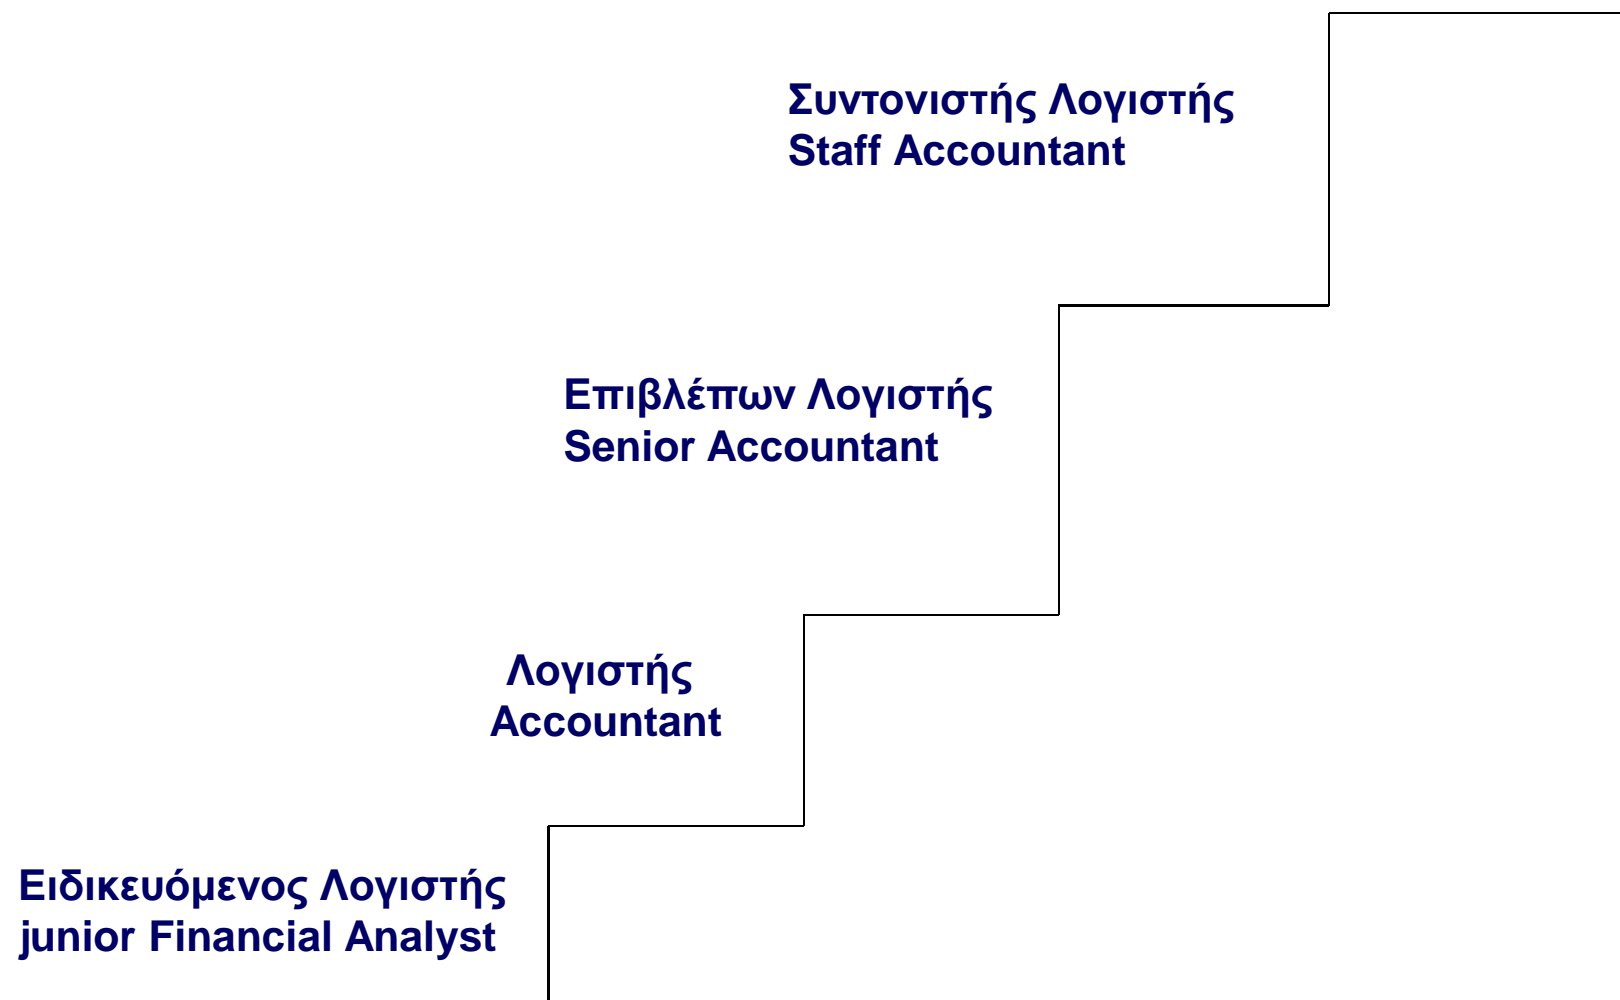 Συντονιστής Λογιστής
Staff Accountant
Επιβλέπων Λογιστής
Senior Accountant
Λογιστής
Accountant
Ειδικευόμενος Λογιστής
junior Financial Analyst